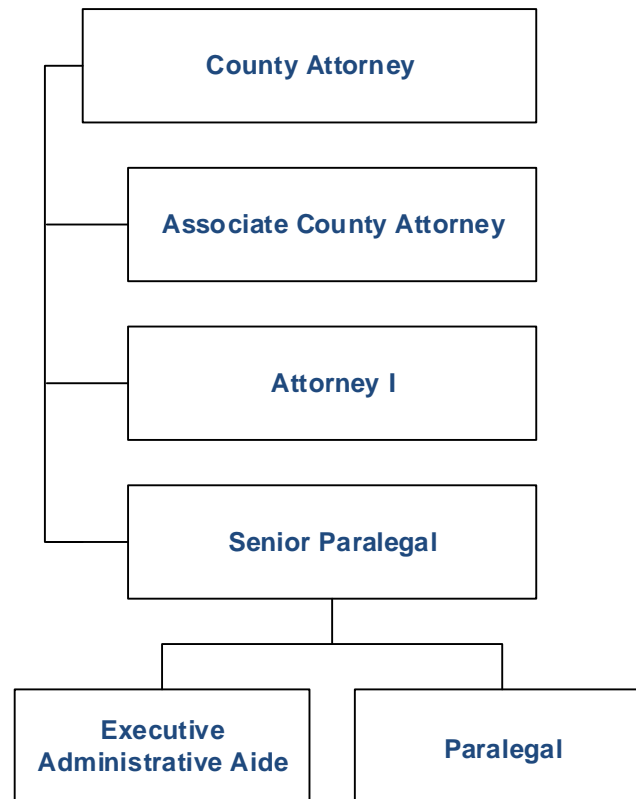 County Attorney
Associate County Attorney
Attorney I
Senior Paralegal
Executive
Administrative Aide
Paralegal